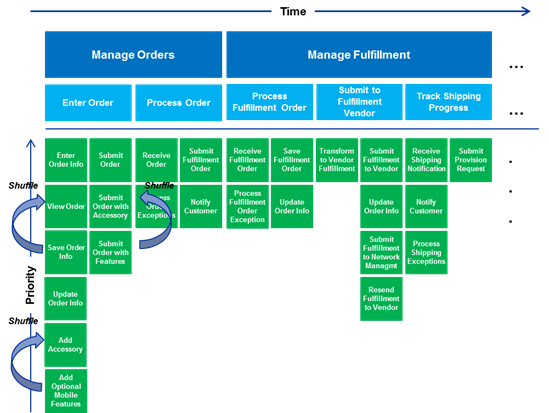 Time
Manage Orders
Manage Fulfillment
...
Enter Order
Process Order
Process
Fulfillment Order
Submit to
Fulfillment
Vendor
Track Shipping
Progress
...
Enter
Order Info
Submit
Order
Receive
Order
Submit
Fulfillment
Order
Receive
Fulfillment
Order
Save
Fulfillment
Order
Transform
to Vendor
Fulfillment
Submit
Fulfillment
to Vendor
Receive
Shipping
Notification
Submit
Provision
Request
Shuffle
View Order
Submit
Order with
Accessory
Shuffle
Order
Exceptions
Notify
Customer
Process
Fulfillment
Order
Exception
Update
Order Info
Update
Order Info
Notify
Customer
Save Order
Info
Submit
Order with
Features
Submit
Fulfillment
to Network
Managmt
Process
Shipping
Exceptions
Priority
Update
Order Info
Resend
Fulfillment
to Vendor
Shuffle
Add
Accessory
Add
Optional
Mobile
Features